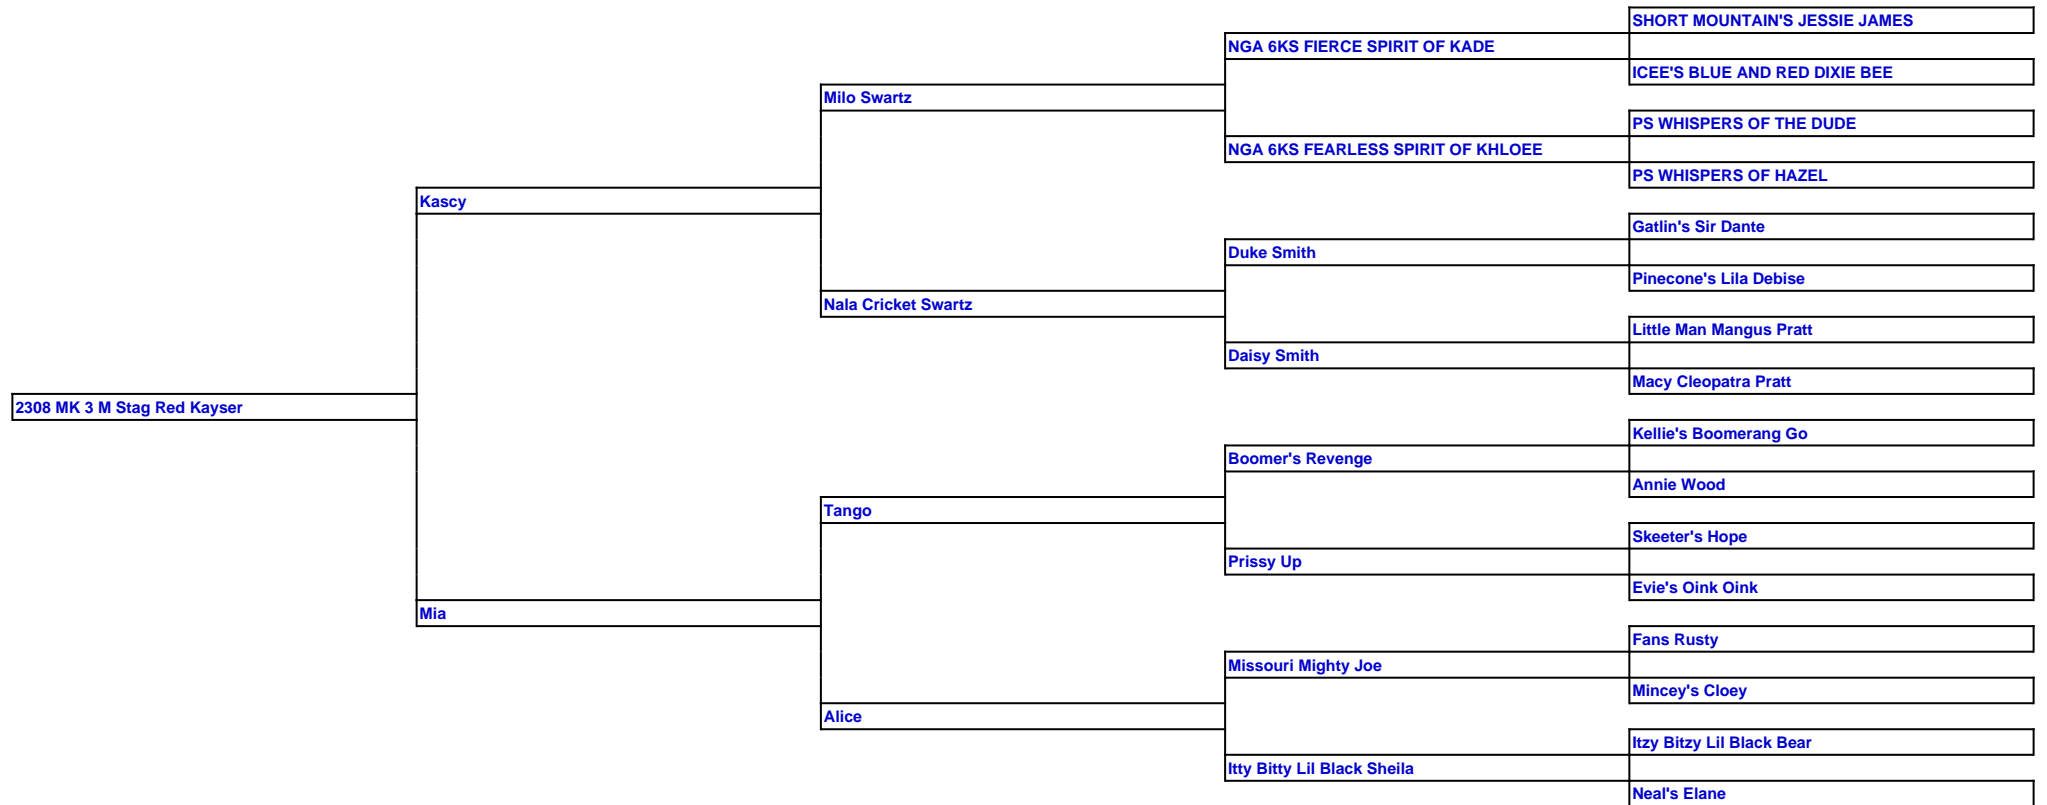 SHORT MOUNTAIN'S JESSIE JAMES
NGA 6KS FIERCE SPIRIT OF KADE
ICEE'S BLUE AND RED DIXIE BEE
Milo Swartz
PS WHISPERS OF THE DUDE
NGA 6KS FEARLESS SPIRIT OF KHLOEE
PS WHISPERS OF HAZEL
Kascy
Gatlin's Sir Dante
Duke Smith
Pinecone's Lila Debise
Nala Cricket Swartz
Little Man Mangus Pratt
Daisy Smith
Macy Cleopatra Pratt
2308 MK 3 M Stag Red Kayser
Kellie's Boomerang Go
Boomer's Revenge
Annie Wood
Tango
Skeeter's Hope
Prissy Up
Evie's Oink Oink
Mia
Fans Rusty
Missouri Mighty Joe
Mincey's Cloey
Alice
Itzy Bitzy Lil Black Bear
Itty Bitty Lil Black Sheila
Neal's Elane